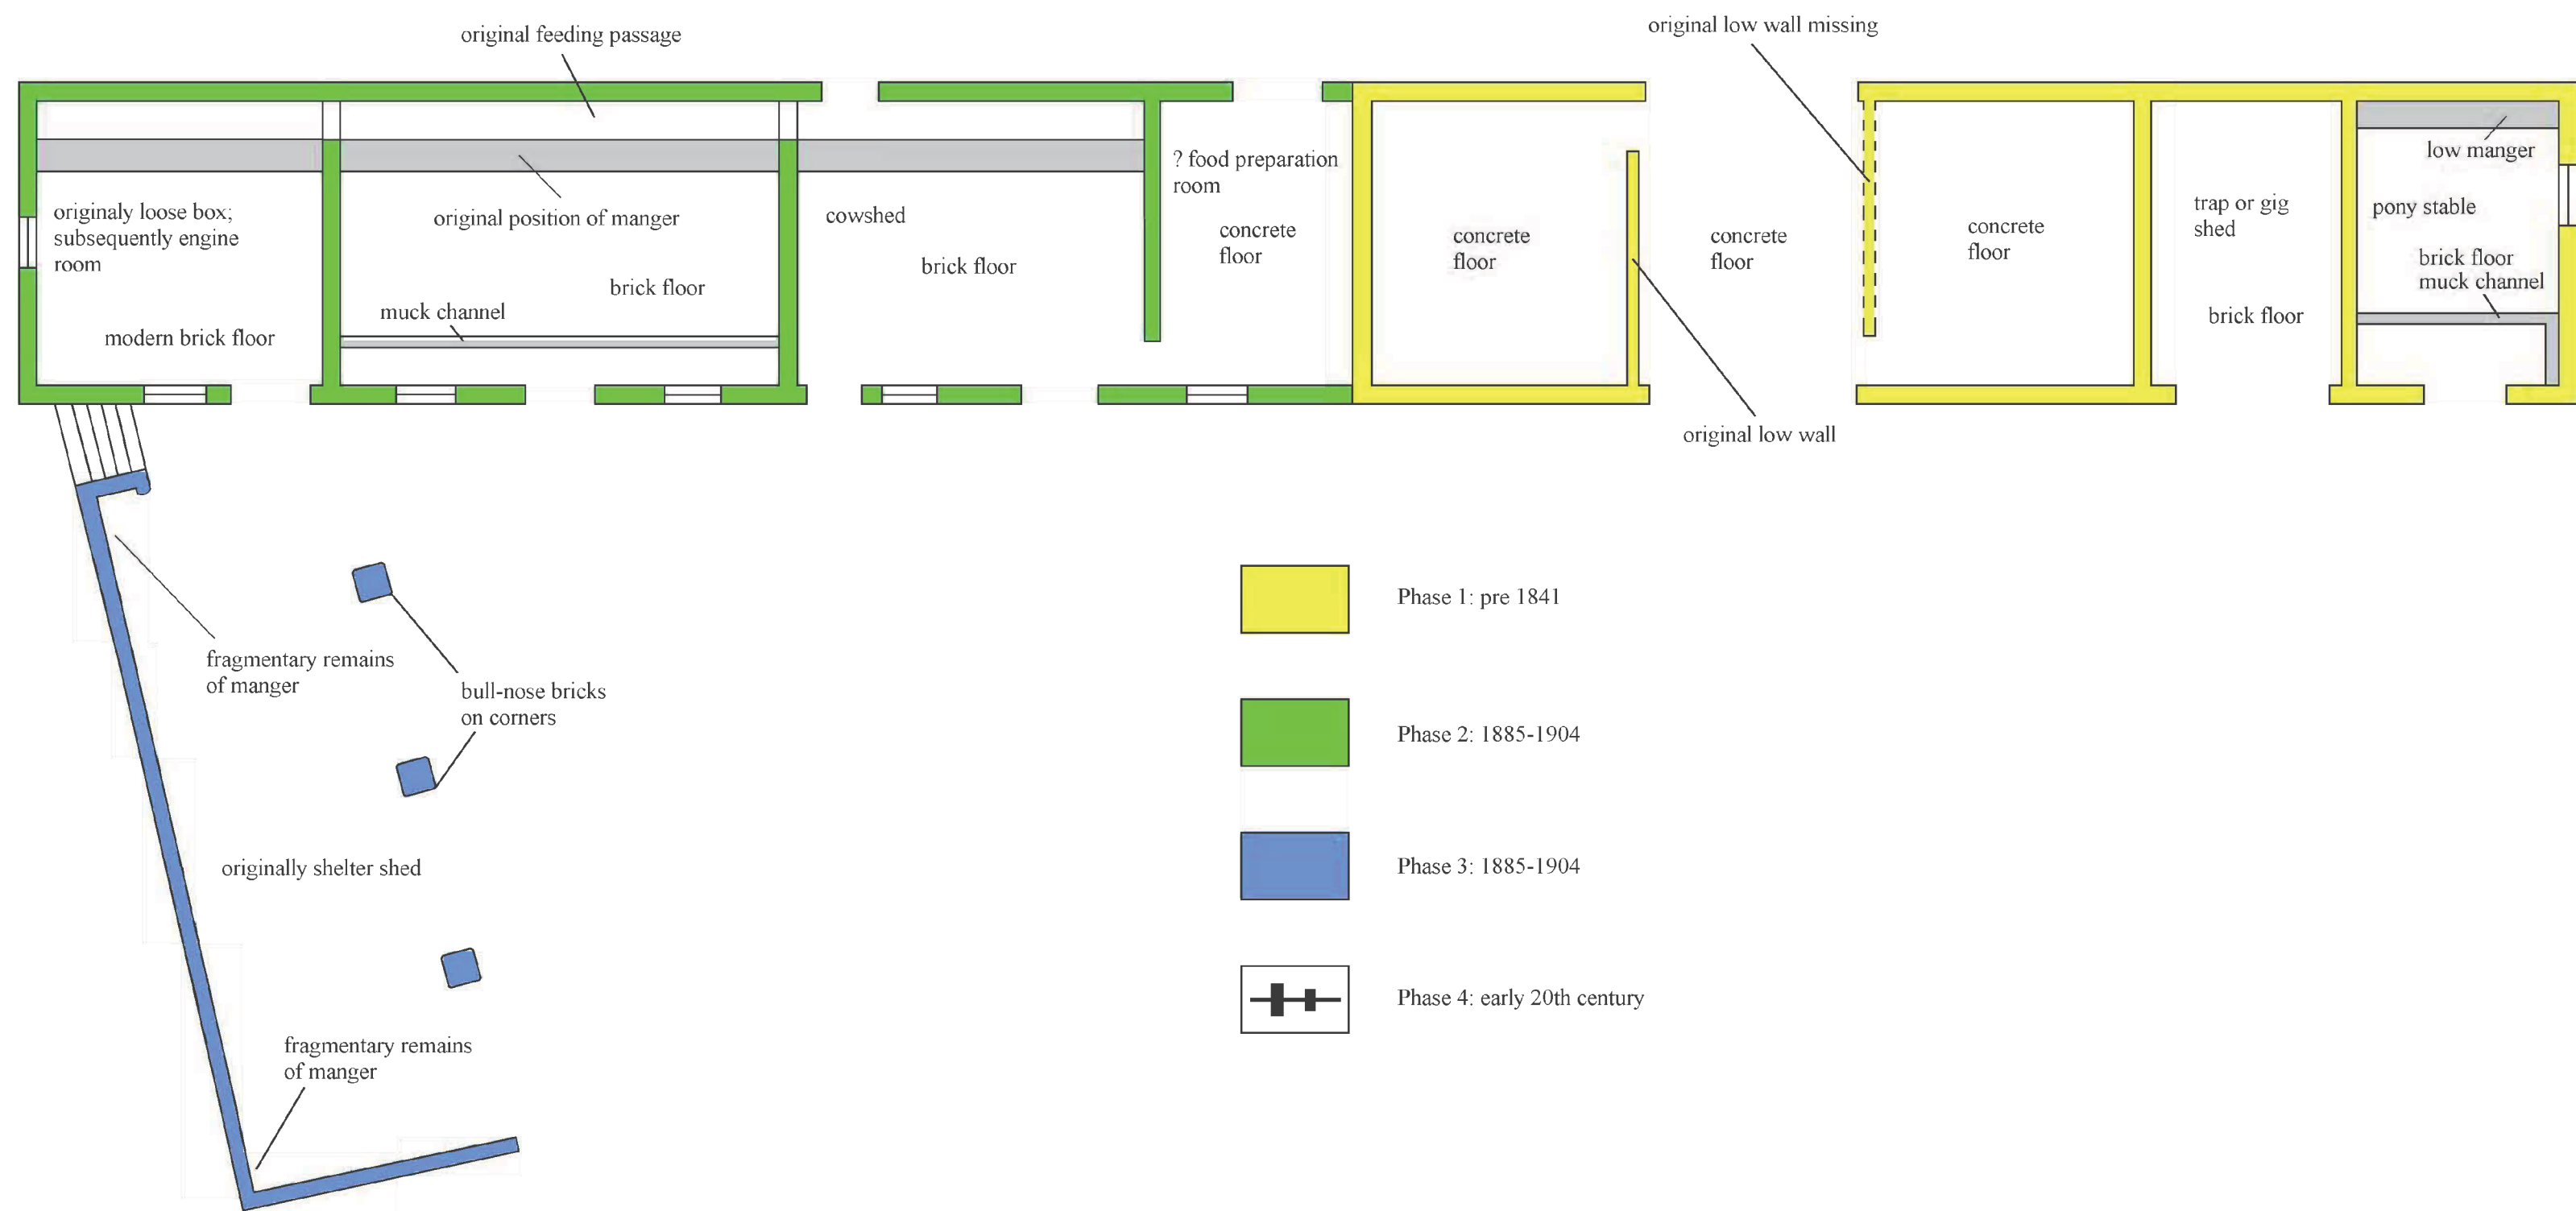 original feeding passage
original low wall missing
originaly loose box;
subsequently engine
room
modern brick floor
original position of manger
muck channel
brick floor
cowshed
brick floor
? food preparation
room
concrete
floor
concrete
floor
concrete
floor
concrete
floor
trap or gig
shed
brick floor
low manger
pony stable
brick floor
muck channel
original low wall
fragmentary remains
of manger
bull-nose bricks
on corners
originally shelter shed
fragmentary remains
of manger
Phase 1: pre 1841
Phase 2: 1885-1904
Phase 3: 1885-1904
Phase 4: early 20th century